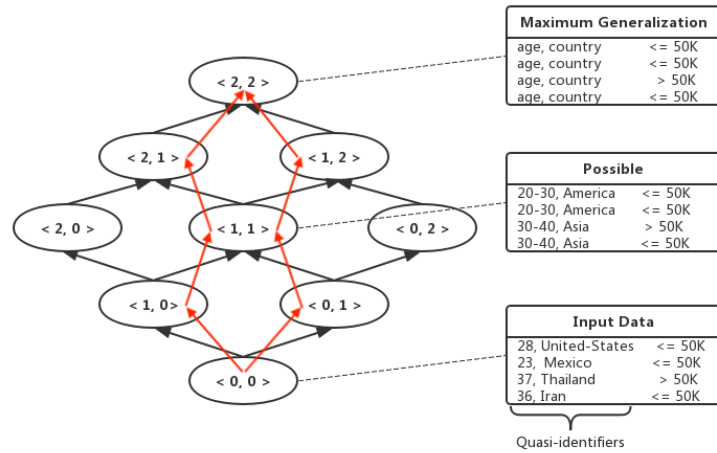 Maximum Generalization
age, country <= 50K
age, country <= 50K
age, country > 50K
age, country <= 50K
< 2, 2 >
< 2, 1 >
< 1, 2 >
Possible
20-30, America <= 50K
20-30, America <= 50K
30-40, Asia > 50K
30-40, Asia <= 50K
< 2, 0 >
< 1, 1 >
< 0, 2 >
< 1, 0>
< 0, 1 >
Input Data
28, United-States <= 50K
23, Mexico <= 50K
37, Thailand > 50K
36, Iran <= 50K
< 0, 0 >
Quasi-identifiers